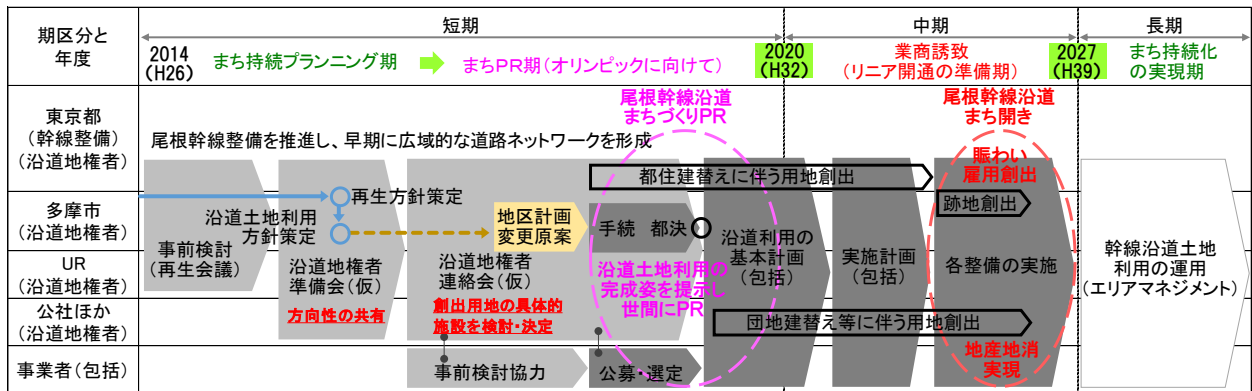 期区分と
年度
短期
中期
長期
2014
(H26)
まち持続プランニング期
まちPR期(オリンピックに向けて)
2020
(H32)
業商誘致
(リニア開通の準備期)
2027
(H39)
まち持続化
の実現期
東京都
(幹線整備)
(沿道地権者)
多摩市
(沿道地権者)
UR
(沿道地権者)
公社ほか
(沿道地権者)
事業者(包括)
尾根幹線整備を推進し、早期に広域的な道路ネットワークを形成
尾根幹線沿道
まちづくりPR
尾根幹線沿道
まち開き
賑わい
雇用創出
都住建替えに伴う用地創出
再生方針策定
沿道土地利用
方針策定
地区計画
変更原案
手続 都決
跡地創出
事前検討
(再生会議)
沿道地権者
準備会(仮)
方向性の共有
沿道地権者
連絡会(仮)
創出用地の具体的
施設を検討・決定
沿道土地利用の
完成姿を提示し
世間にPR
沿道利用の
基本計画
(包括)
実施計画
(包括)
各整備の実施
幹線沿道土地
利用の運用
(エリアマネジメント)
団地建替え等に伴う用地創出
地産地消
実現
事前検討協力
公募・選定